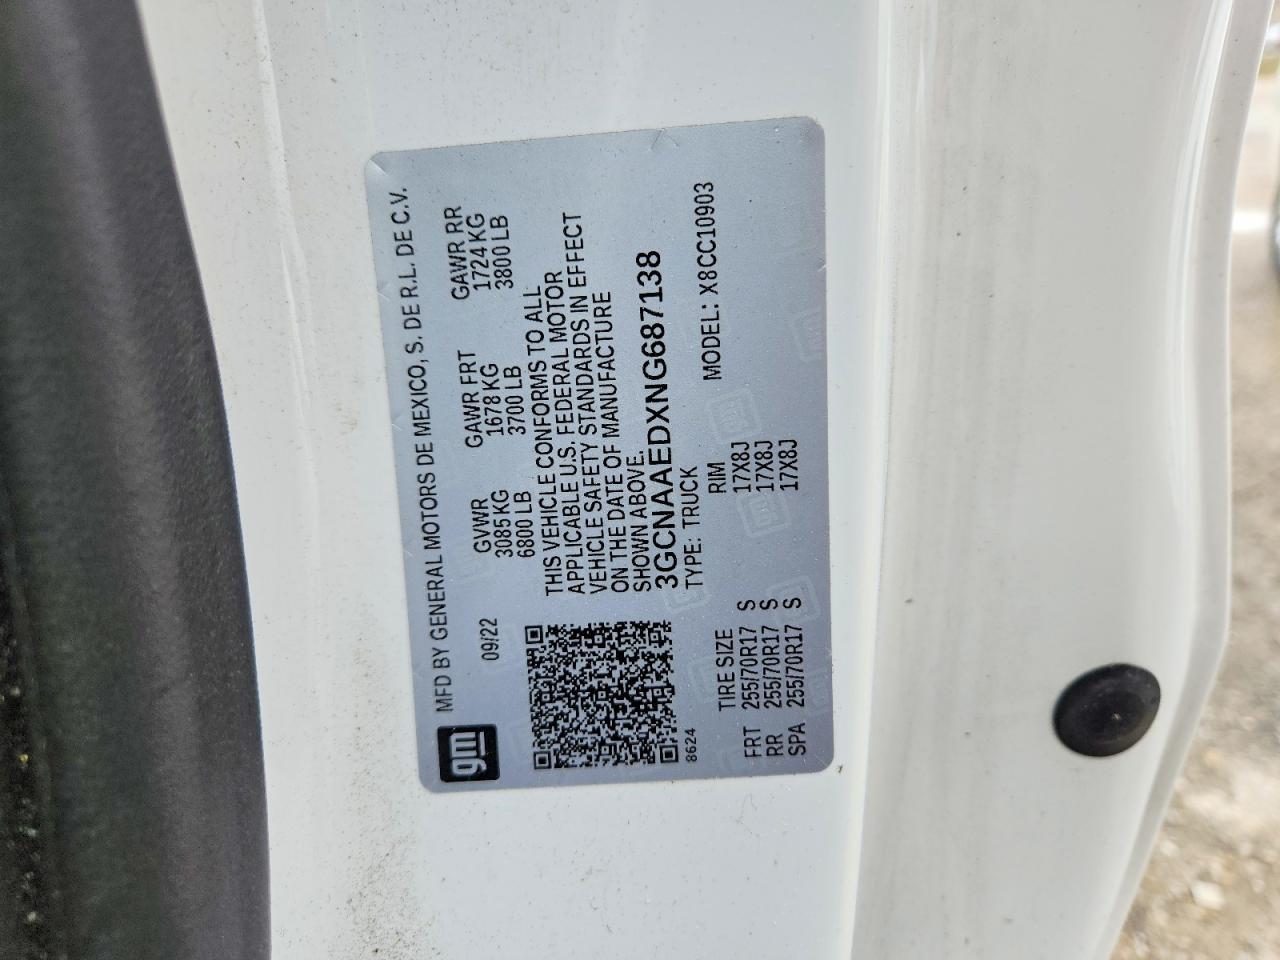 gm MFD BY GENERAL MOTORS DE MEXICO, S. DE R.L. DE C.V.
09/22 GVWR GAWR FRT GAWR RR
3085 KG 1678 KG 1724 KG
6800 LB 3700 LB 3800 LB
THIS VEHICLE CONFORMS TO ALL
APPLICABLE U.S. FEDERAL MOTOR
VEHICLE SAFETY STANDARDS IN EFFECT
ON THE DATE OF MANUFACTURE
SHOWN ABOVE.
3GCNAAEDXNG687138
8624 TYPE: TRUCK MODEL: X8CC10903
TIRE SIZE RIM
FRT 255/70R17 S 17X8J
RR 255/70R17 S 17X8J
SPA 255/70R17 S 17X8J